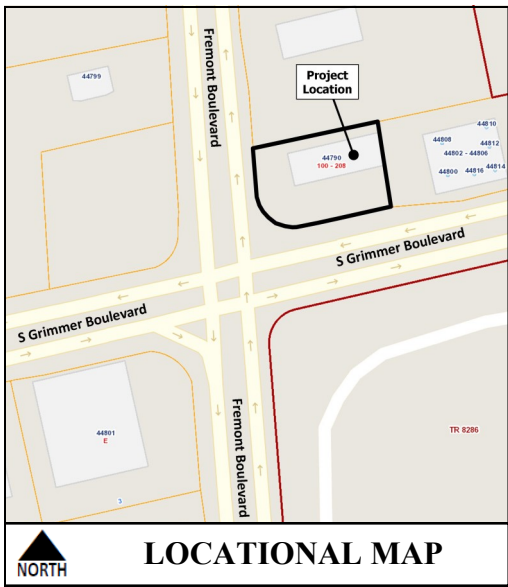 44799
Fremont Boulevard
Project
Location
44790
100 - 208
44810
44808
44812
44802 - 44806
44800
44816
44814
S Grimmer Boulevard
S Grimmer Boulevard
44801
E
3
Fremont Boulevard
TR 8286
NORTH
LOCATIONAL MAP